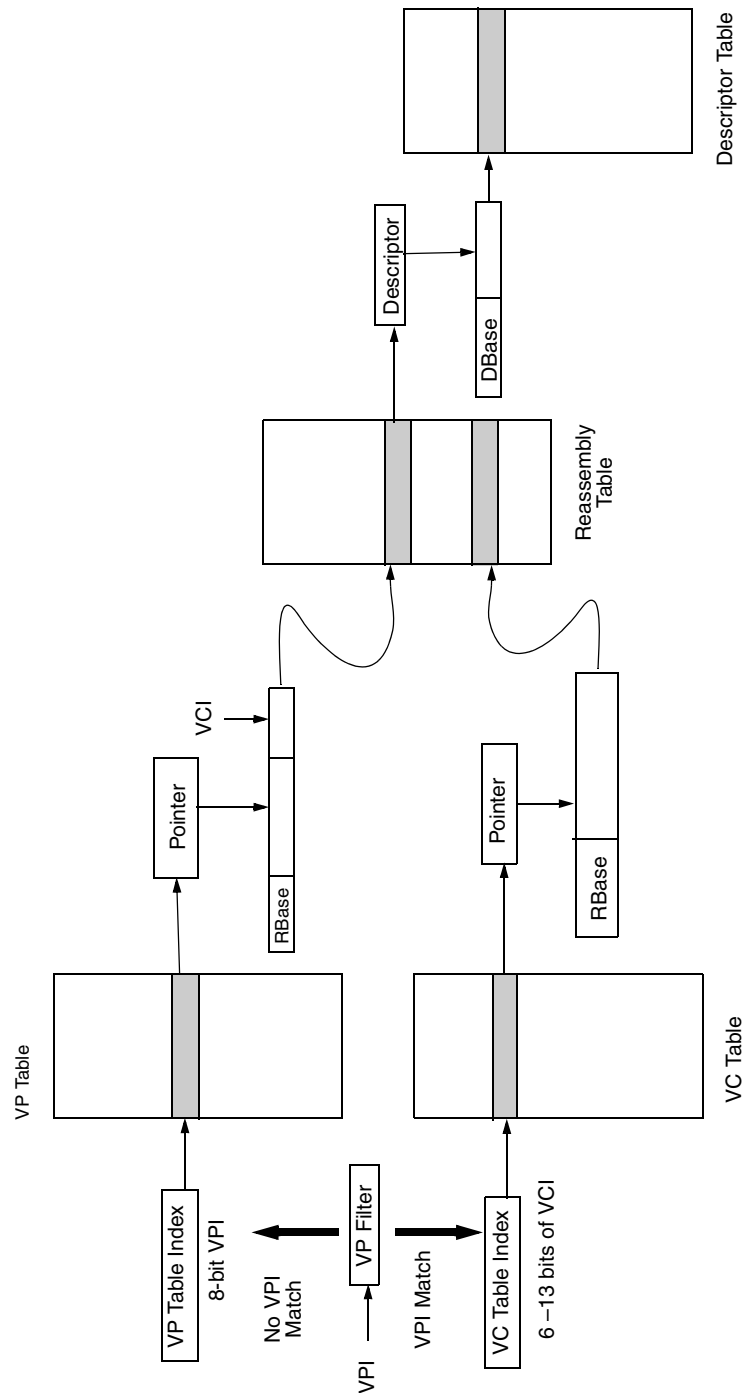 VPI
VP Filter
No VPI
Match
VPI Match
VP Table Index
8-bit VPI
VC Table Index
6 –13 bits of VCI
VP Table
VC Table
Pointer
RBase
VCI
Pointer
RBase
Reassembly
Table
Descriptor
DBase
Descriptor Table